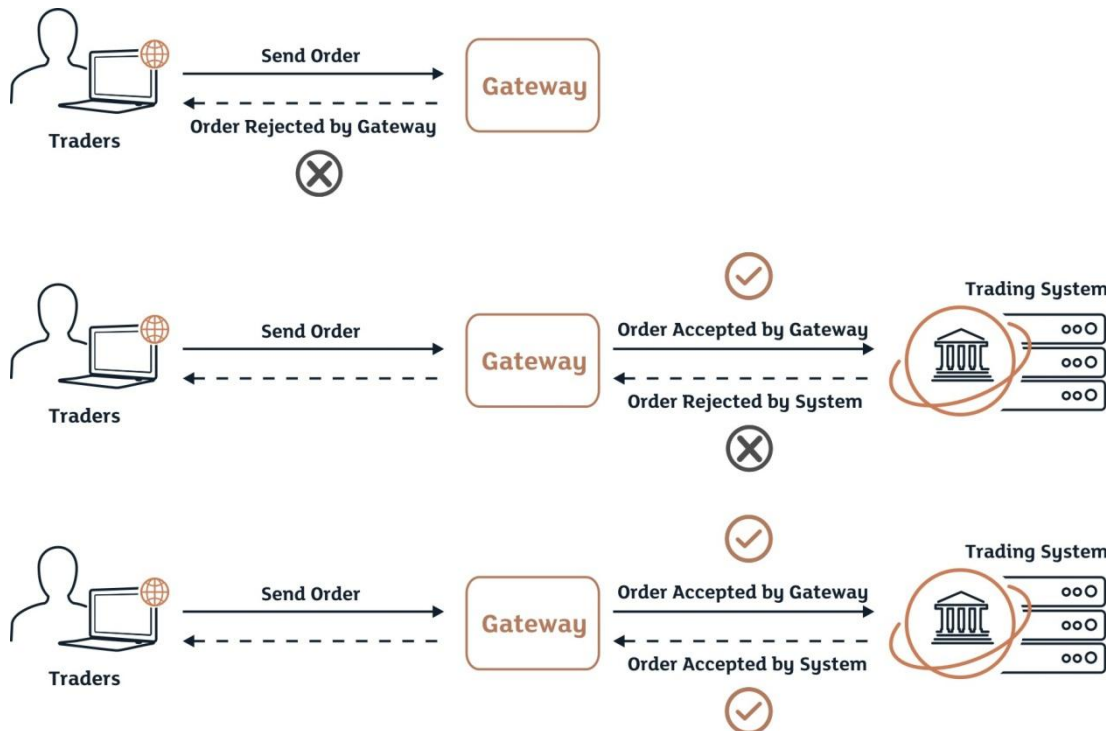 Send Order
Gateway
Order Rejected by Gateway
Traders
Trading System
Send Order
Order Accepted by Gateway
Gateway
Order Rejected by System
Traders
Trading System
Send Order
Order Accepted by Gateway
Gateway
Order Accepted by System
Traders